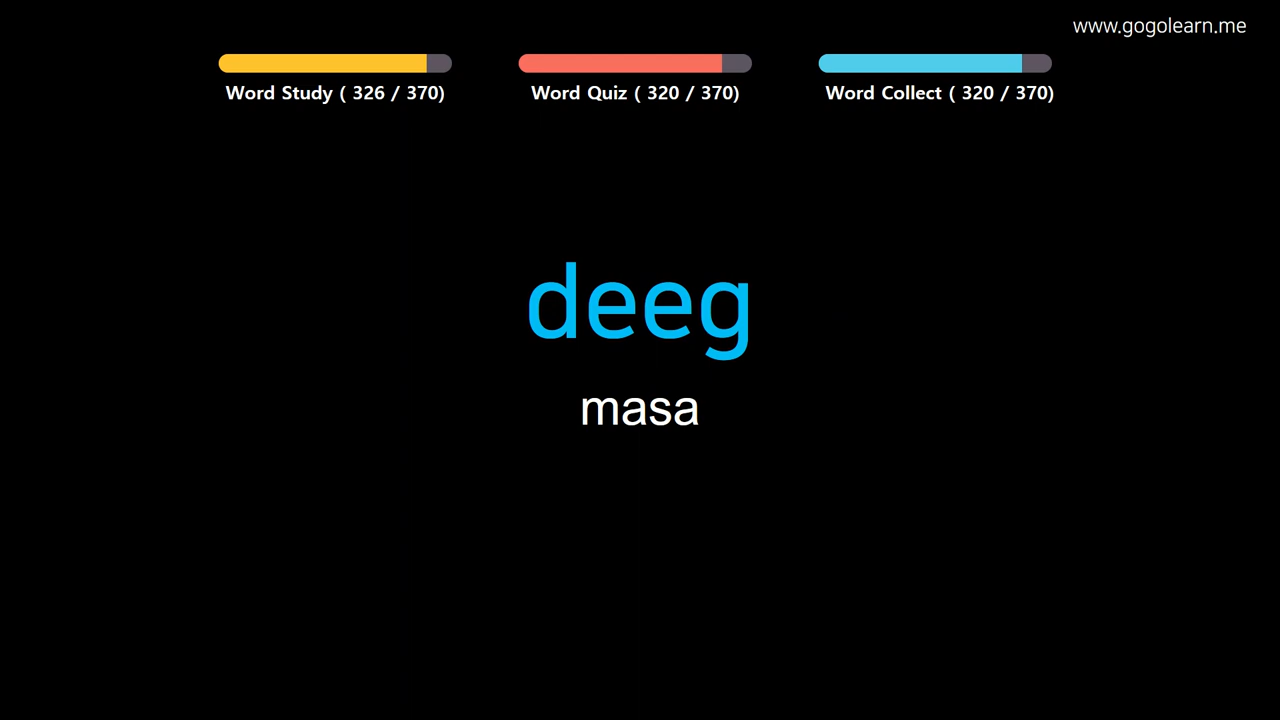 www.gogolearn.me
Word Study ( 326 / 370)
Word Quiz ( 320 / 370)
Word Collect ( 320 / 370)
deeg
masa